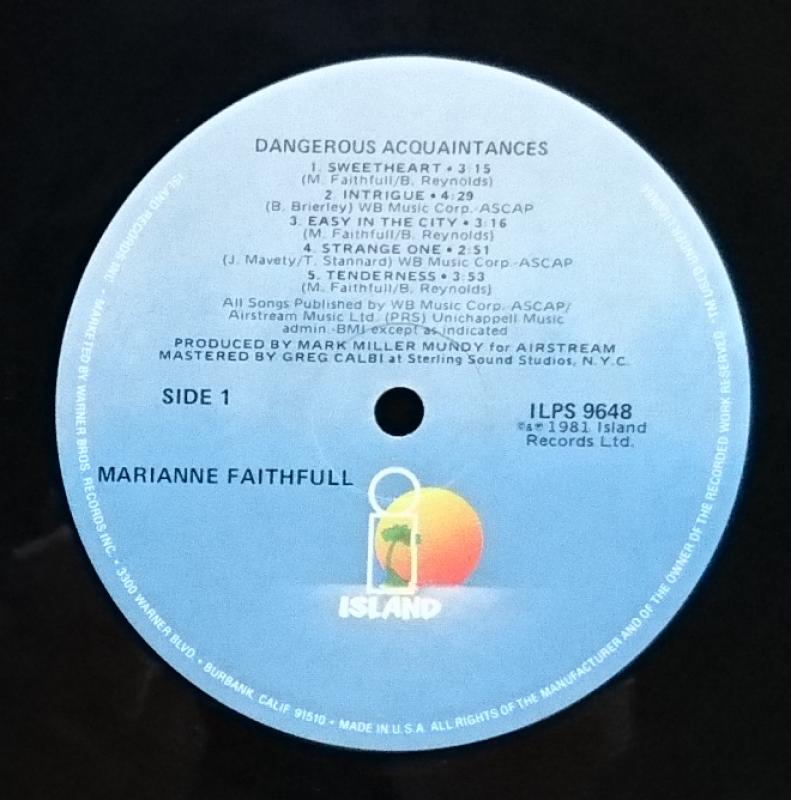 DANGEROUS ACQUAINTANCES
1. SWEETHEART • 3:15
(M. Faithfull/B. Reynolds)
2. INTRIGUE • 4:29
(B. Brierley) WB Music Corp.-ASCAP
3. EASY IN THE CITY • 3:16
(M. Faithfull/B. Reynolds)
4. STRANGE ONE • 2:51
(J. Mavety/T. Stannard) WB Music Corp.-ASCAP
5. TENDERNESS • 3:53
(M. Faithfull/B. Reynolds)
All Songs Published by WB Music Corp. ASCAP/
Airstream Music Ltd. (PRS) Unichappell Music
admin.-BMI except as indicated
PRODUCED BY MARK MILLER MUNDY for AIRSTREAM
MASTERED BY GREG CALBI at Sterling Sound Studios, N.Y.C.
SIDE 1
ILPS 9648
©&℗ 1981 Island
Records Ltd.
MARIANNE FAITHFULL
ISLAND
ISLAND RECORDS INC. • MARKETED BY WARNER BROS. RECORDS INC. • 3300 WARNER BLVD. • BURBANK, CALIF. 91510 • MADE IN U.S.A. ALL RIGHTS OF THE MANUFACTURER AND OF THE OWNER OF THE RECORDED WORK RESERVED. TM USED UNDER LICENSE